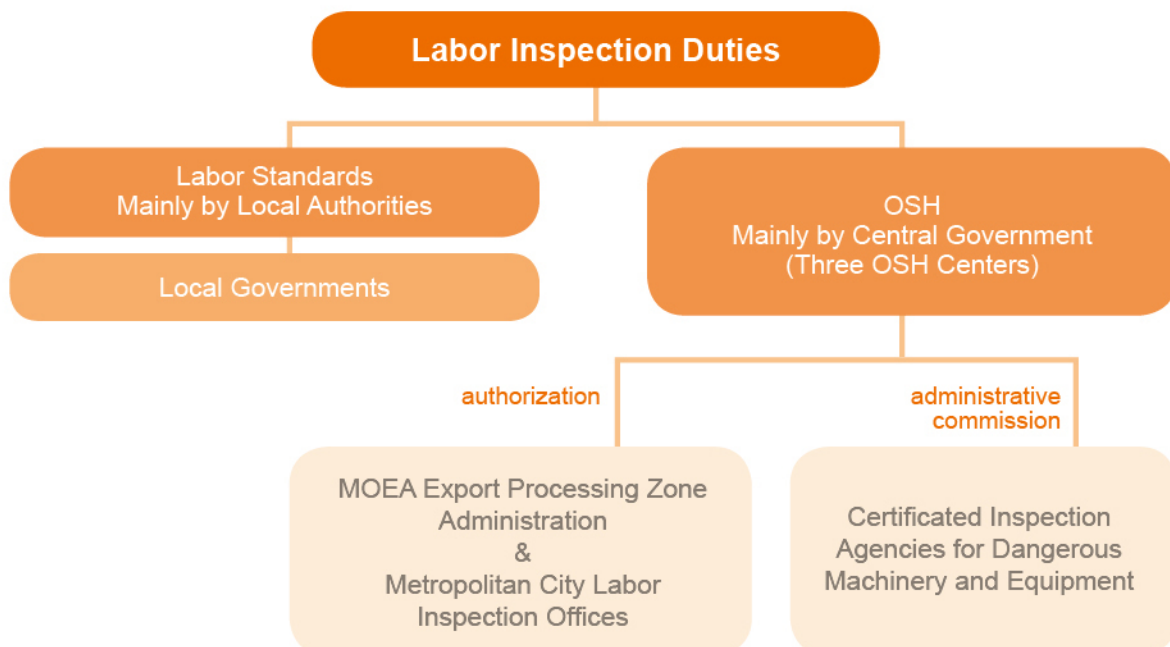 Labor Inspection Duties
Labor Standards
Mainly by Local Authorities
Local Governments
OSH
Mainly by Central Government
(Three OSH Centers)
authorization
administrative
commission
MOEA Export Processing Zone
Administration
&
Metropolitan City Labor
Inspection Offices
Certificated Inspection
Agencies for Dangerous
Machinery and Equipment